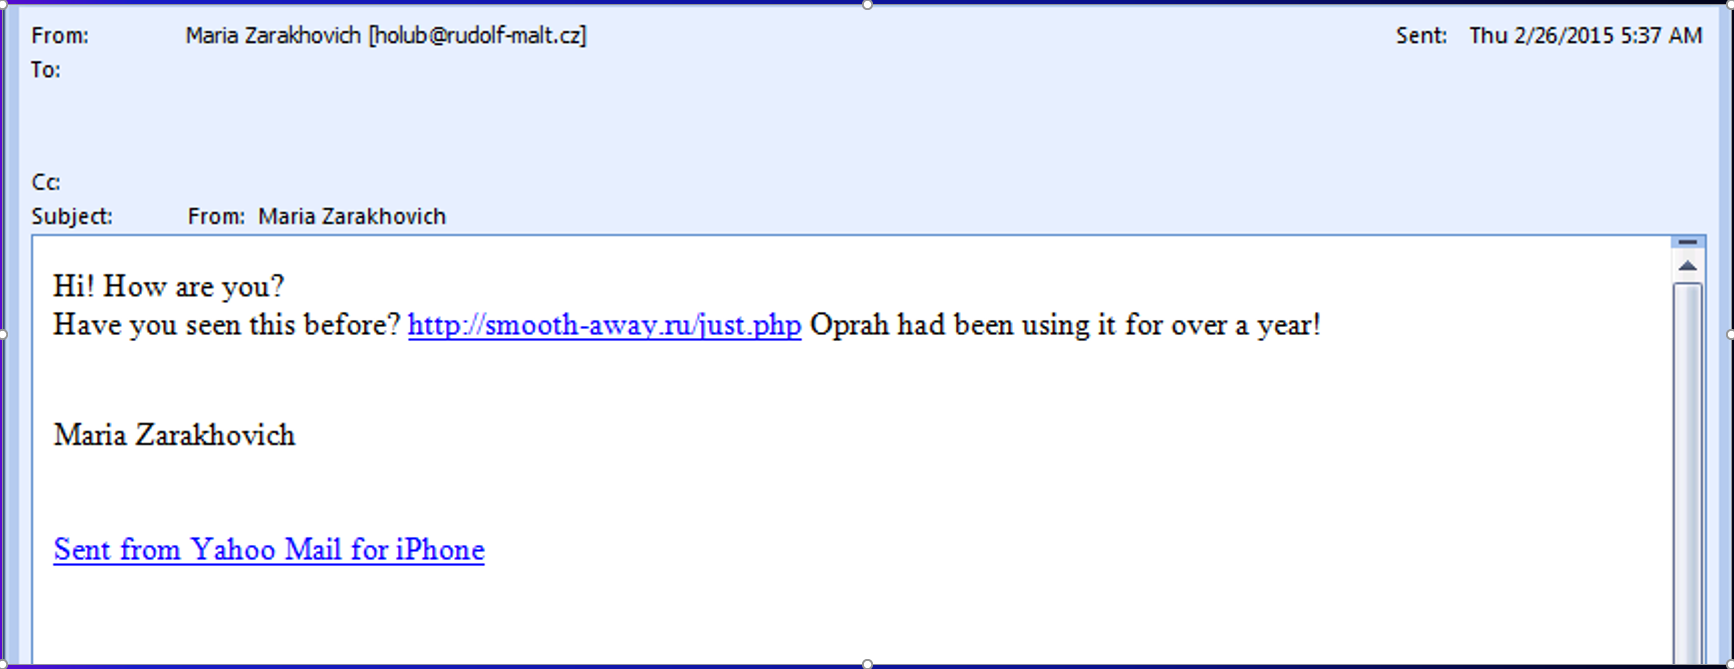 From: Maria Zarakhovich [holub@rudolf-malt.cz] Sent: Thu 2/26/2015 5:37 AM
To:
Cc:
Subject: From: Maria Zarakhovich
Hi! How are you?
Have you seen this before? http://smooth-away.ru/just.php Oprah had been using it for over a year!
Maria Zarakhovich
Sent from Yahoo Mail for iPhone